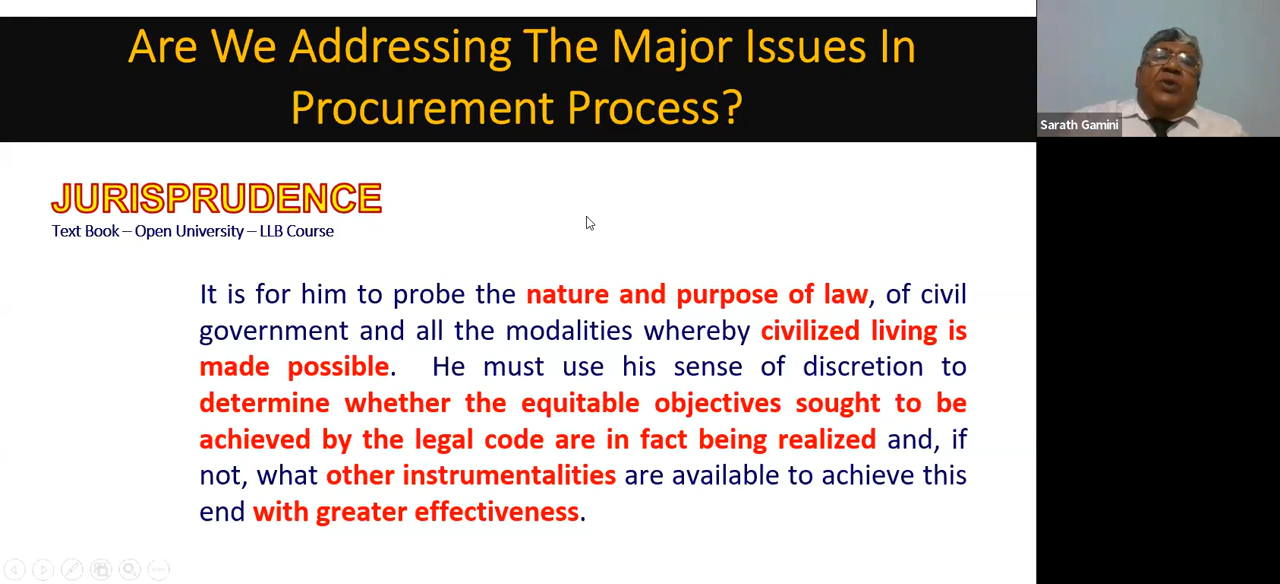 Are We Addressing The Major Issues In
Procurement Process?
Sarath Gamini
JURISPRUDENCE
Text Book – Open University – LLB Course
It is for him to probe the nature and purpose of law, of civil
government and all the modalities whereby civilized living is
made possible. He must use his sense of discretion to
determine whether the equitable objectives sought to be
achieved by the legal code are in fact being realized and, if
not, what other instrumentalities are available to achieve this
end with greater effectiveness.